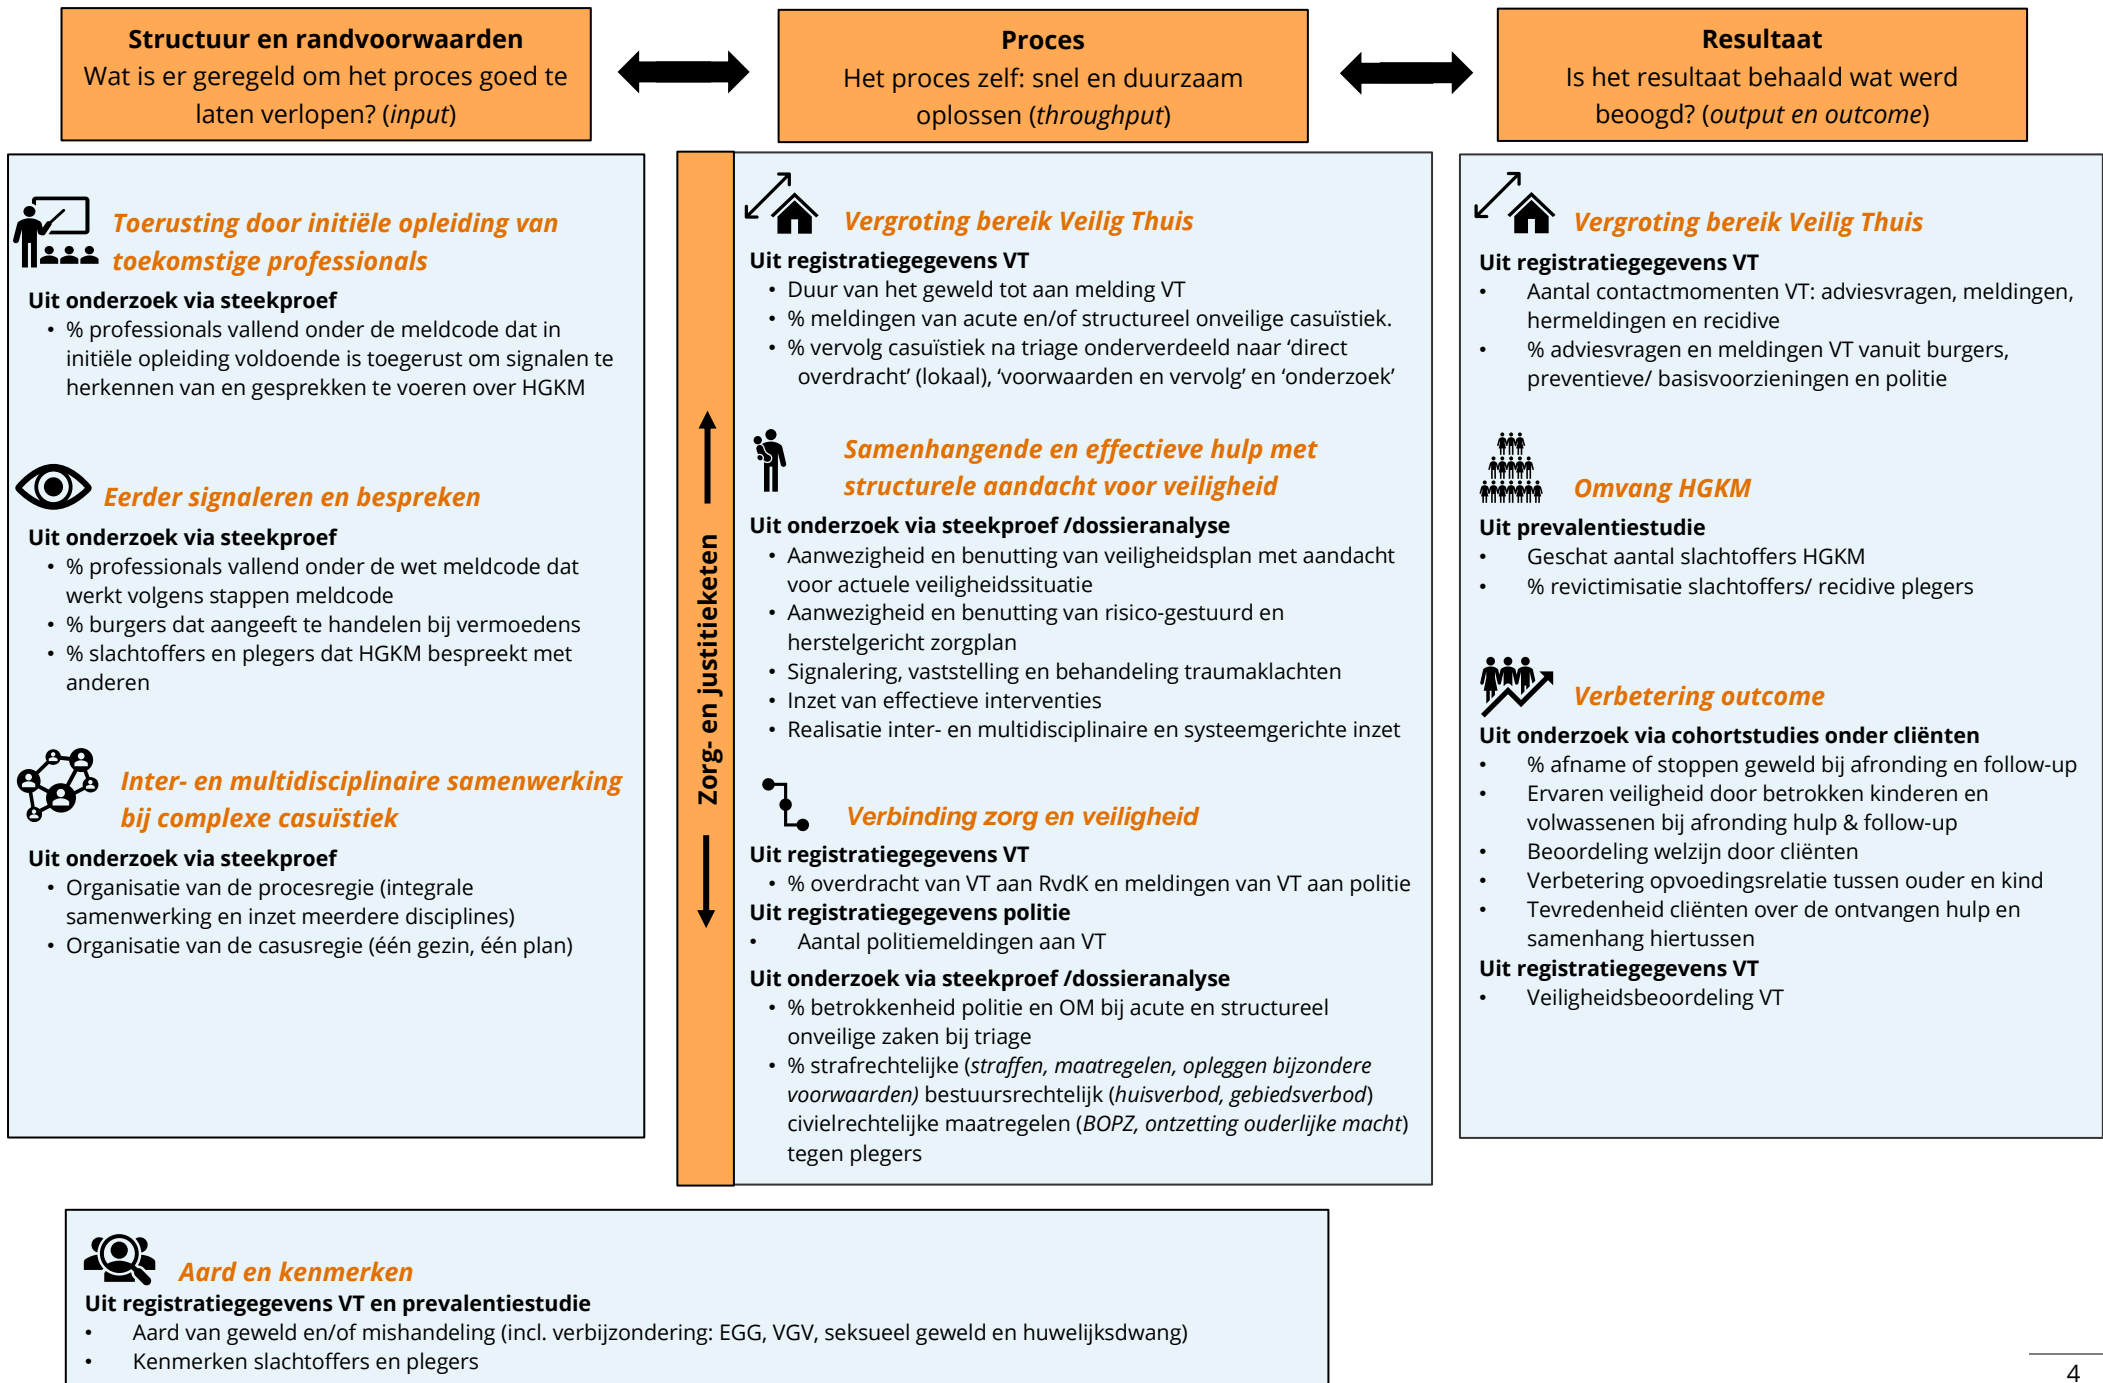 Structuur en randvoorwaarden
Wat is er geregeld om het proces goed te
laten verlopen? (input)
Proces
Het proces zelf: snel en duurzaam
oplossen (throughput)
Resultaat
Is het resultaat behaald wat werd
beoogd? (output en outcome)
Toerusting door initiële opleiding van
toekomstige professionals
Uit onderzoek via steekproef
• % professionals vallend onder de meldcode dat in
initiële opleiding voldoende is toegerust om signalen te
herkennen van en gesprekken te voeren over HGKM
Eerder signaleren en bespreken
Uit onderzoek via steekproef
• % professionals vallend onder de wet meldcode dat
werkt volgens stappen meldcode
• % burgers dat aangeeft te handelen bij vermoedens
• % slachtoffers en plegers dat HGKM bespreekt met
anderen
Inter- en multidisciplinaire samenwerking
bij complexe casuïstiek
Uit onderzoek via steekproef
• Organisatie van de procesregie (integrale
samenwerking en inzet meerdere disciplines)
• Organisatie van de casusregie (één gezin, één plan)
Zorg- en justitieketen
Vergroting bereik Veilig Thuis
Uit registratiegegevens VT
• Duur van het geweld tot aan melding VT
• % meldingen van acute en/of structureel onveilige casuïstiek.
• % vervolg casuïstiek na triage onderverdeeld naar ‘direct
overdracht’ (lokaal), ‘voorwaarden en vervolg’ en ‘onderzoek’
Samenhangende en effectieve hulp met
structurele aandacht voor veiligheid
Uit onderzoek via steekproef /dossieranalyse
• Aanwezigheid en benutting van veiligheidsplan met aandacht
voor actuele veiligheidssituatie
• Aanwezigheid en benutting van risico-gestuurd en
herstelgericht zorgplan
• Signalering, vaststelling en behandeling traumaklachten
• Inzet van effectieve interventies
• Realisatie inter- en multidisciplinaire en systeemgerichte inzet
Verbinding zorg en veiligheid
Uit registratiegegevens VT
• % overdracht van VT aan RvdK en meldingen van VT aan politie
Uit registratiegegevens politie
• Aantal politiemeldingen aan VT
Uit onderzoek via steekproef /dossieranalyse
• % betrokkenheid politie en OM bij acute en structureel
onveilige zaken bij triage
• % strafrechtelijke (straffen, maatregelen, opleggen bijzondere
voorwaarden) bestuursrechtelijk (huisverbod, gebiedsverbod)
civielrechtelijke maatregelen (BOPZ, ontzetting ouderlijke macht)
tegen plegers
Vergroting bereik Veilig Thuis
Uit registratiegegevens VT
• Aantal contactmomenten VT: adviesvragen, meldingen,
hermeldingen en recidive
• % adviesvragen en meldingen VT vanuit burgers,
preventieve/ basisvoorzieningen en politie
Omvang HGKM
Uit prevalentiestudie
• Geschat aantal slachtoffers HGKM
• % revictimisatie slachtoffers/ recidive plegers
Verbetering outcome
Uit onderzoek via cohortstudies onder cliënten
• % afname of stoppen geweld bij afronding en follow-up
• Ervaren veiligheid door betrokken kinderen en
volwassenen bij afronding hulp & follow-up
• Beoordeling welzijn door cliënten
• Verbetering opvoedingsrelatie tussen ouder en kind
• Tevredenheid cliënten over de ontvangen hulp en
samenhang hiertussen
Uit registratiegegevens VT
• Veiligheidsbeoordeling VT
Aard en kenmerken
Uit registratiegegevens VT en prevalentiestudie
• Aard van geweld en/of mishandeling (incl. verbijzondering: EGG, VGV, seksueel geweld en huwelijksdwang)
• Kenmerken slachtoffers en plegers
4